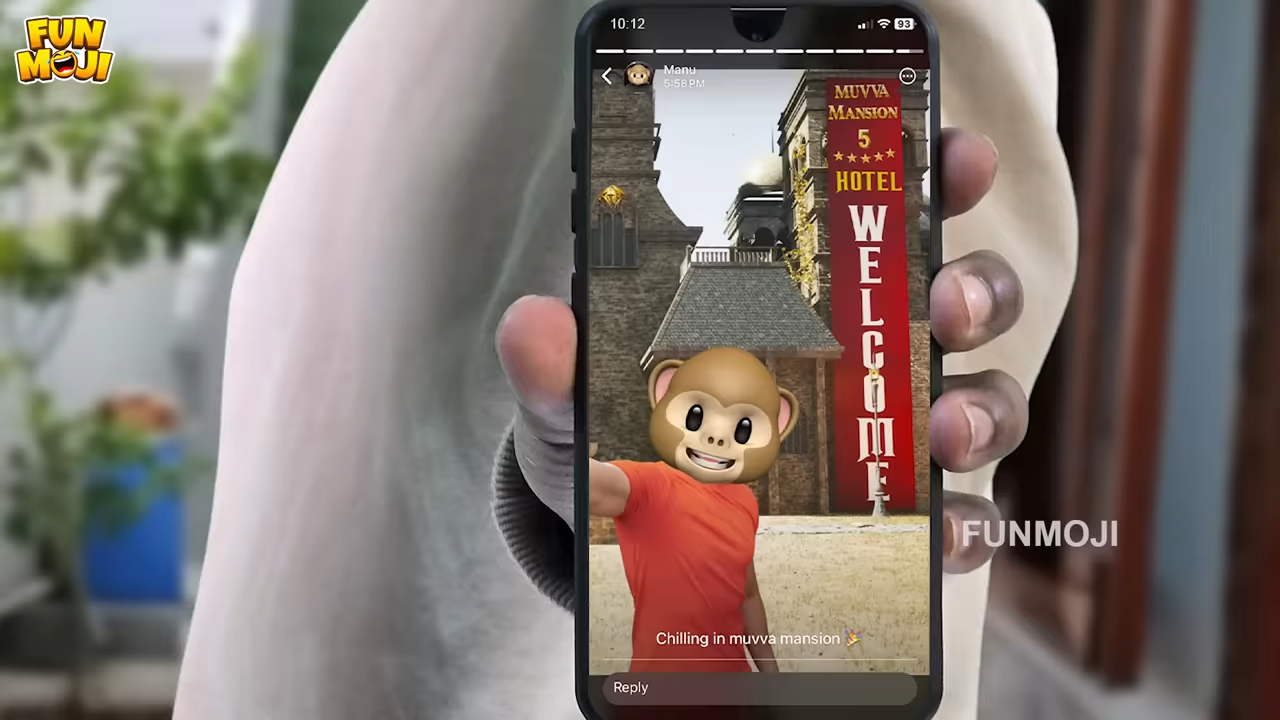 FUN
MOJI
10:12
93
Manu
5:58 PM
MUVVA
MANSION
5
HOTEL
WELCOME
FUNMOJI
Chilling in muvva mansion 🎉
Reply